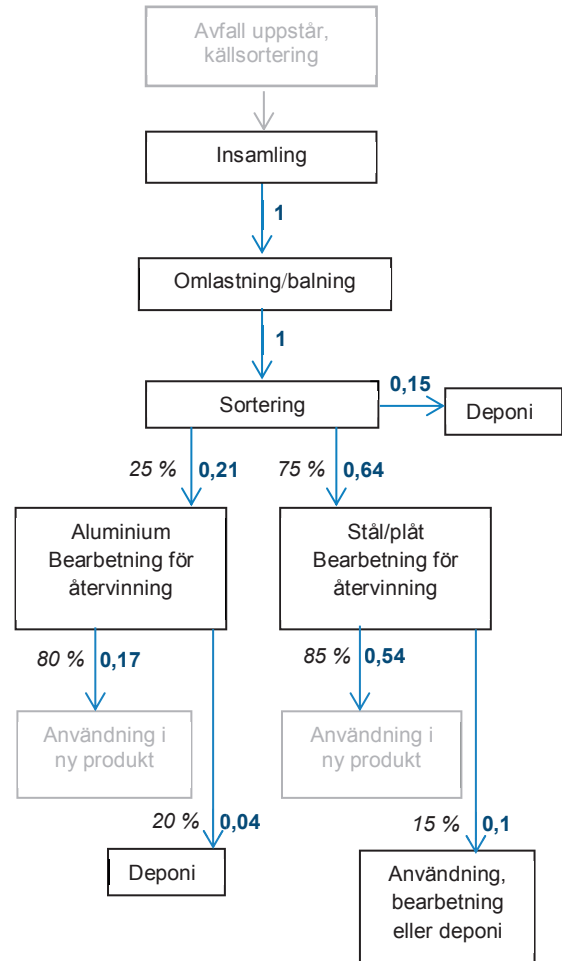 Avfall uppstår,
källsortering
Insamling
1
Omlastning/balning
1
Sortering
0,15
Deponi
25 % 0,21
75 % 0,64
Aluminium
Bearbetning för
återvinning
Stål/plåt
Bearbetning för
återvinning
80 % 0,17
85 % 0,54
Användning i
ny produkt
Användning i
ny produkt
20 % 0,04
15 % 0,1
Deponi
Användning,
bearbetning
eller deponi